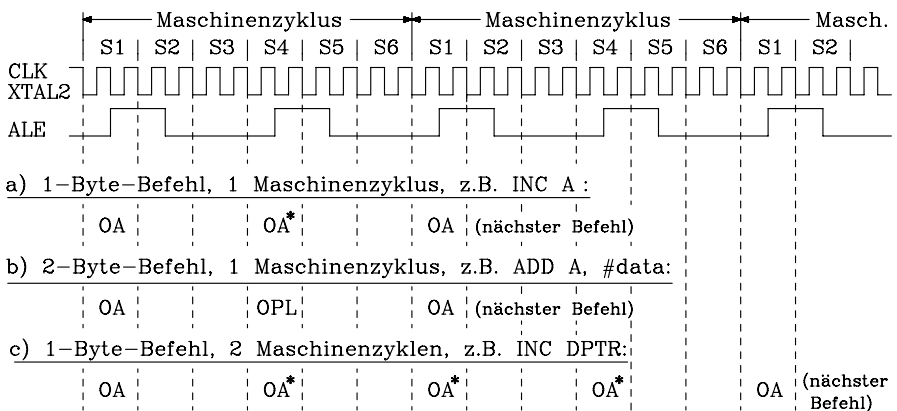 Maschinenzyklus Maschinenzyklus Masch.
S1 S2 S3 S4 S5 S6 S1 S2 S3 S4 S5 S6 S1 S2
CLK
XTAL2
ALE
a) 1-Byte-Befehl, 1 Maschinenzyklus, z.B. INC A :
OA OA* OA (nächster Befehl)
b) 2-Byte-Befehl, 1 Maschinenzyklus, z.B. ADD A, #data:
OA OPL OA (nächster Befehl)
c) 1-Byte-Befehl, 2 Maschinenzyklen, z.B. INC DPTR:
OA OA* OA* OA* OA (nächster
Befehl)